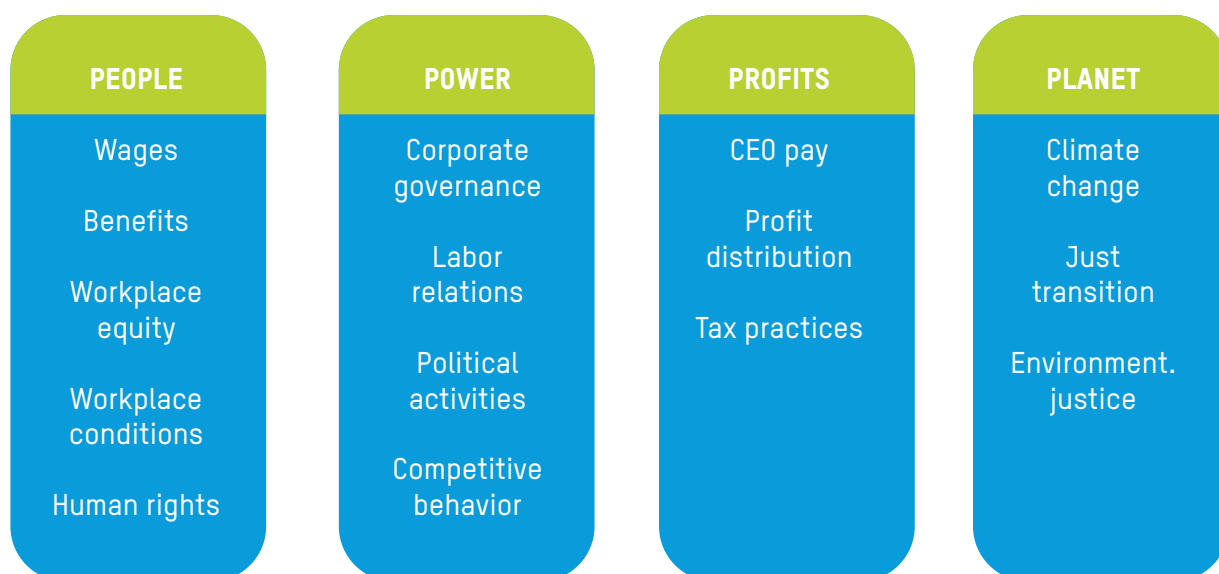 PEOPLE
Wages
Benefits
Workplace
equity
Workplace
conditions
Human rights
POWER
Corporate
governance
Labor
relations
Political
activities
Competitive
behavior
PROFITS
CEO pay
Profit
distribution
Tax practices
PLANET
Climate
change
Just
transition
Environment.
justice